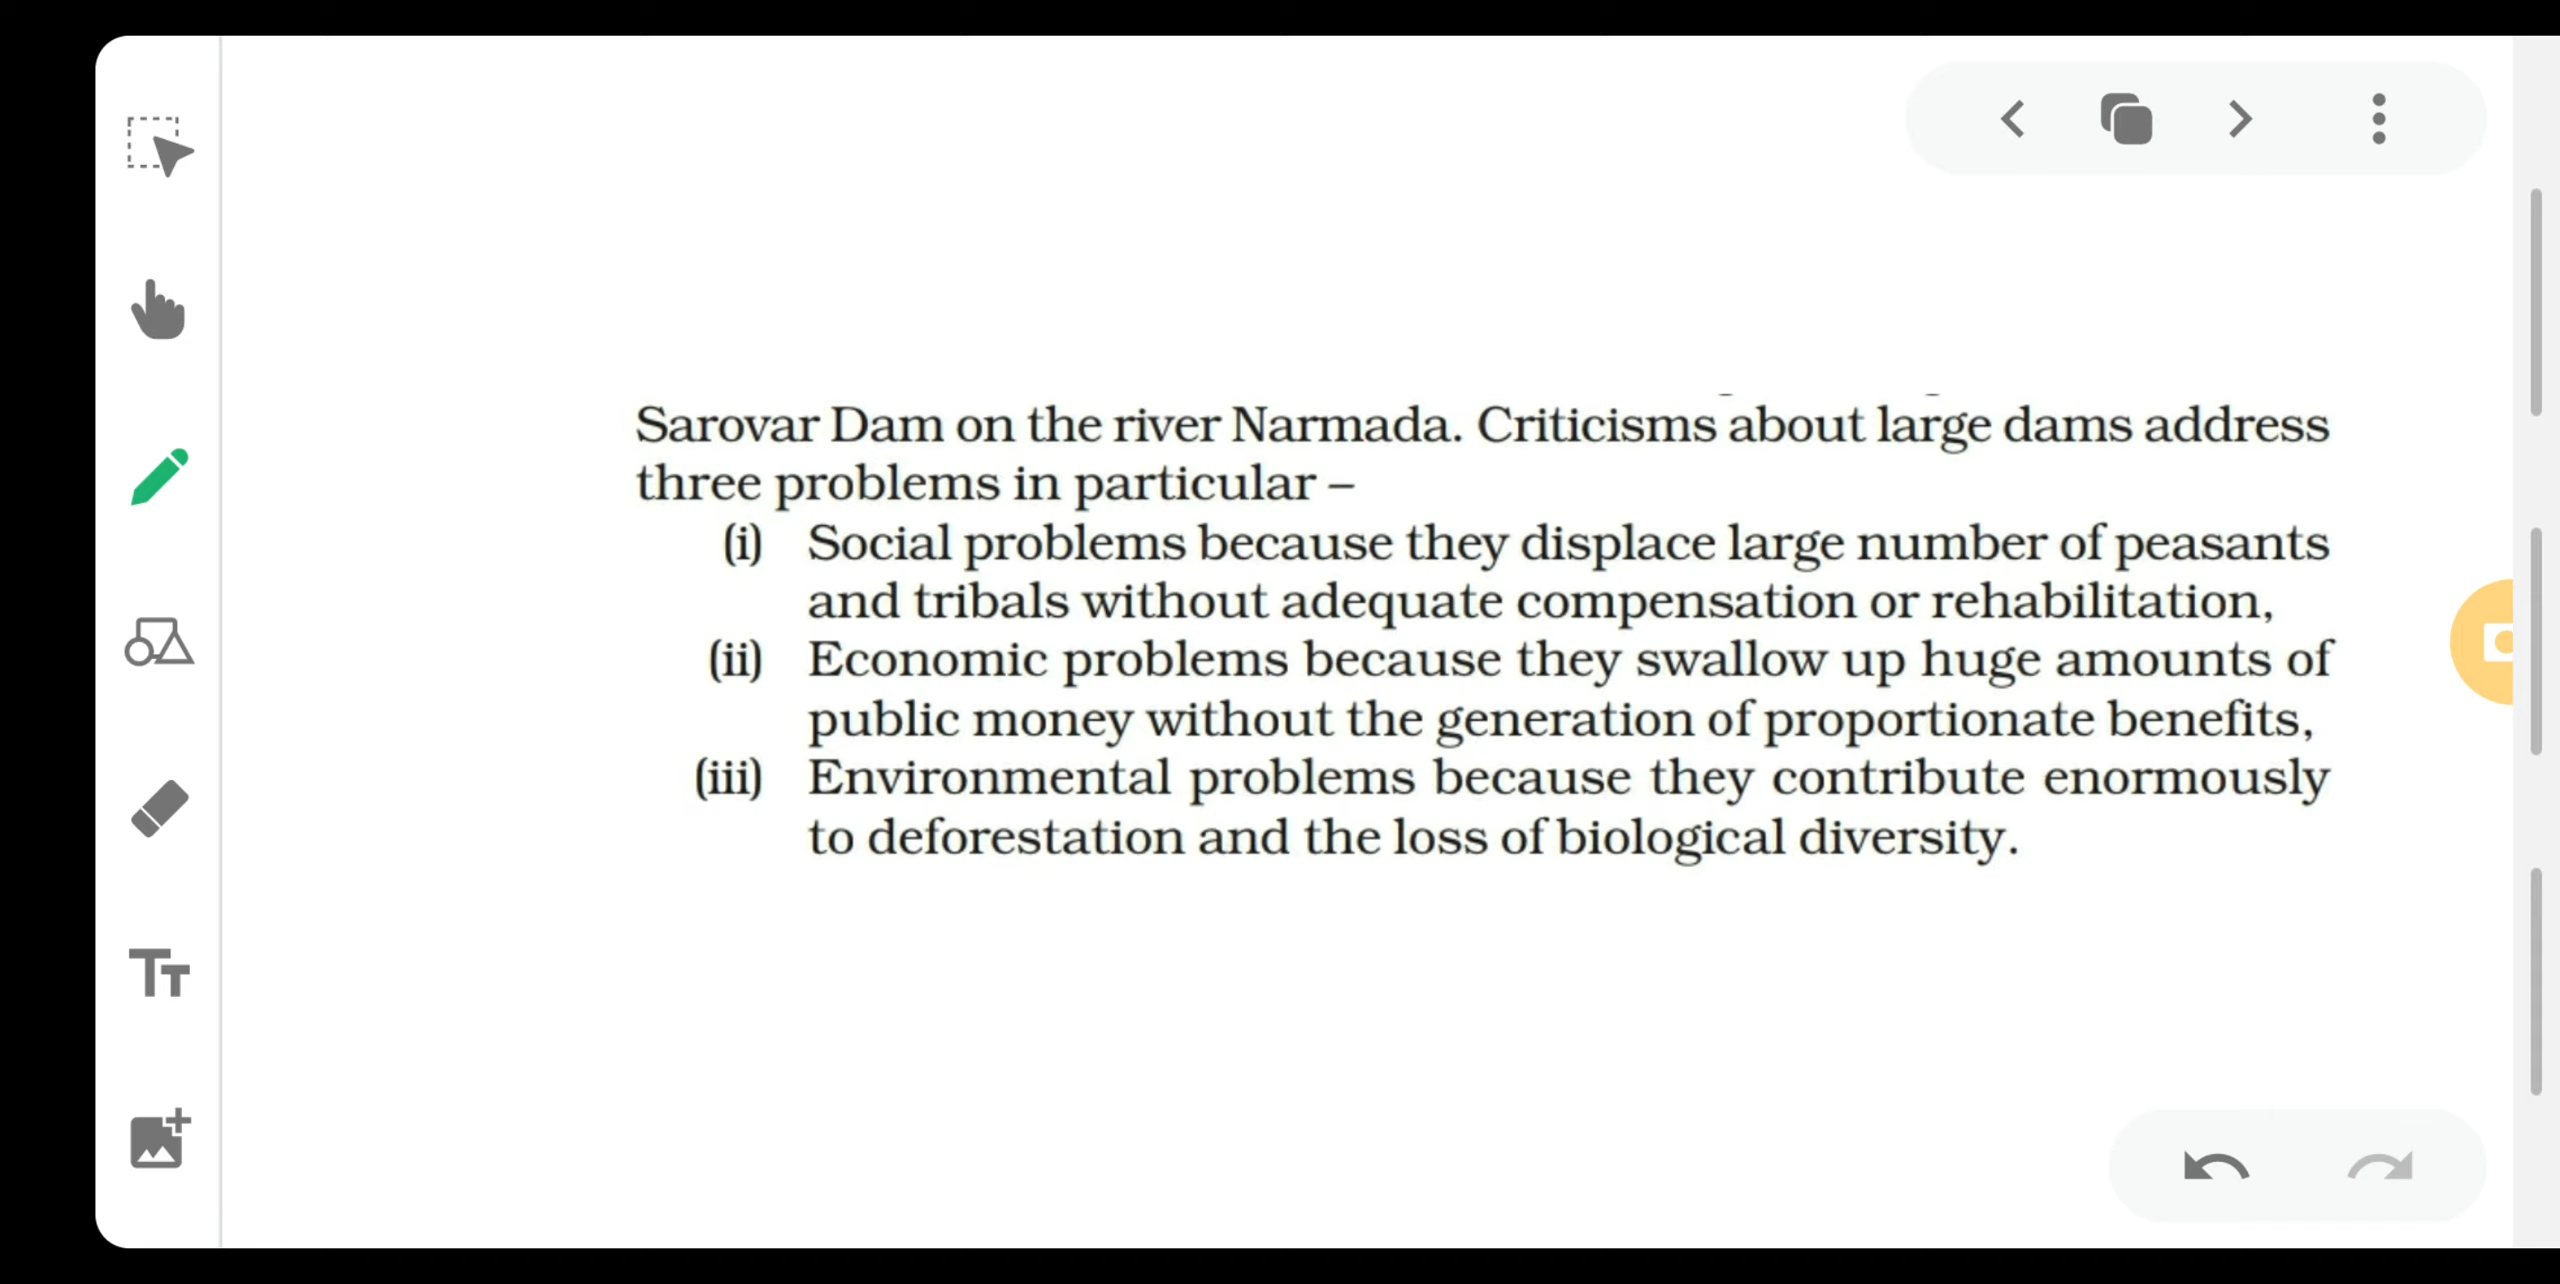 Sarovar Dam on the river Narmada. Criticisms about large dams address
three problems in particular –
(i) Social problems because they displace large number of peasants
and tribals without adequate compensation or rehabilitation,
(ii) Economic problems because they swallow up huge amounts of
public money without the generation of proportionate benefits,
(iii) Environmental problems because they contribute enormously
to deforestation and the loss of biological diversity.
TT